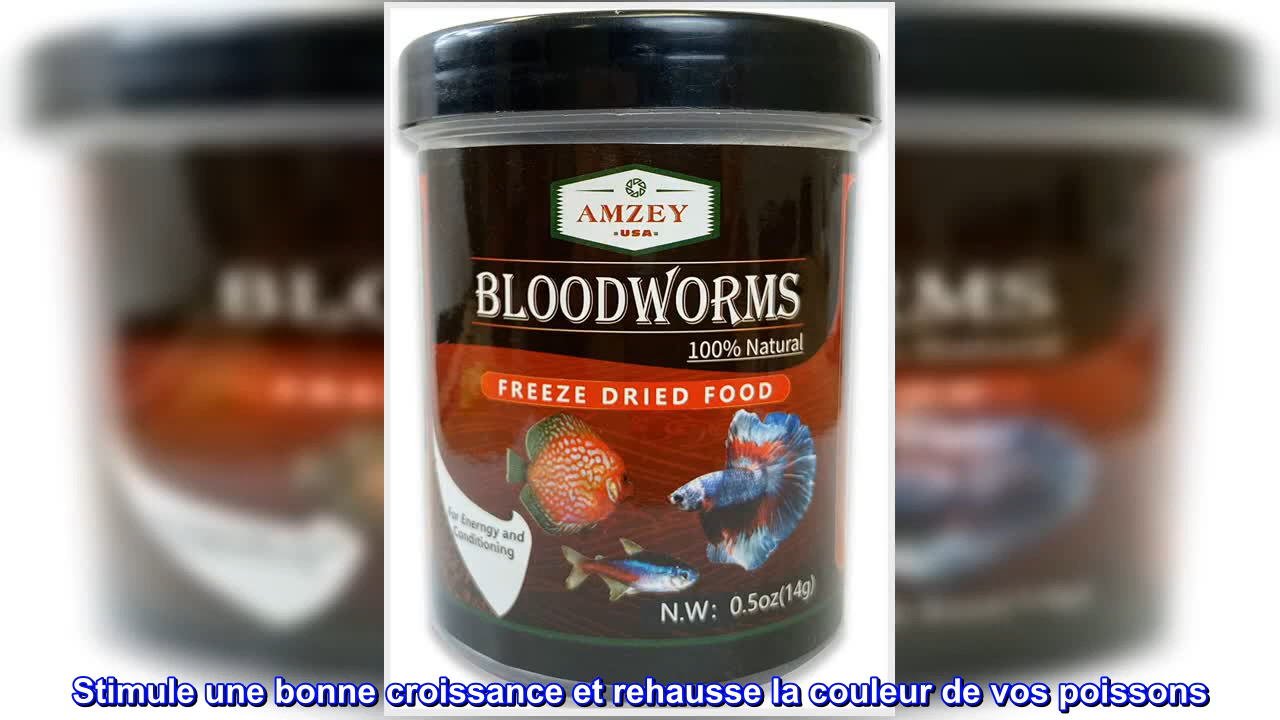 AMZEY
USA
BLOODWORMS
100% Natural
FREEZE DRIED FOOD
For Enerngy and
Conditioning
N.W: 0.5oz(14g)
Stimule une bonne croissance et rehausse la couleur de vos poissons